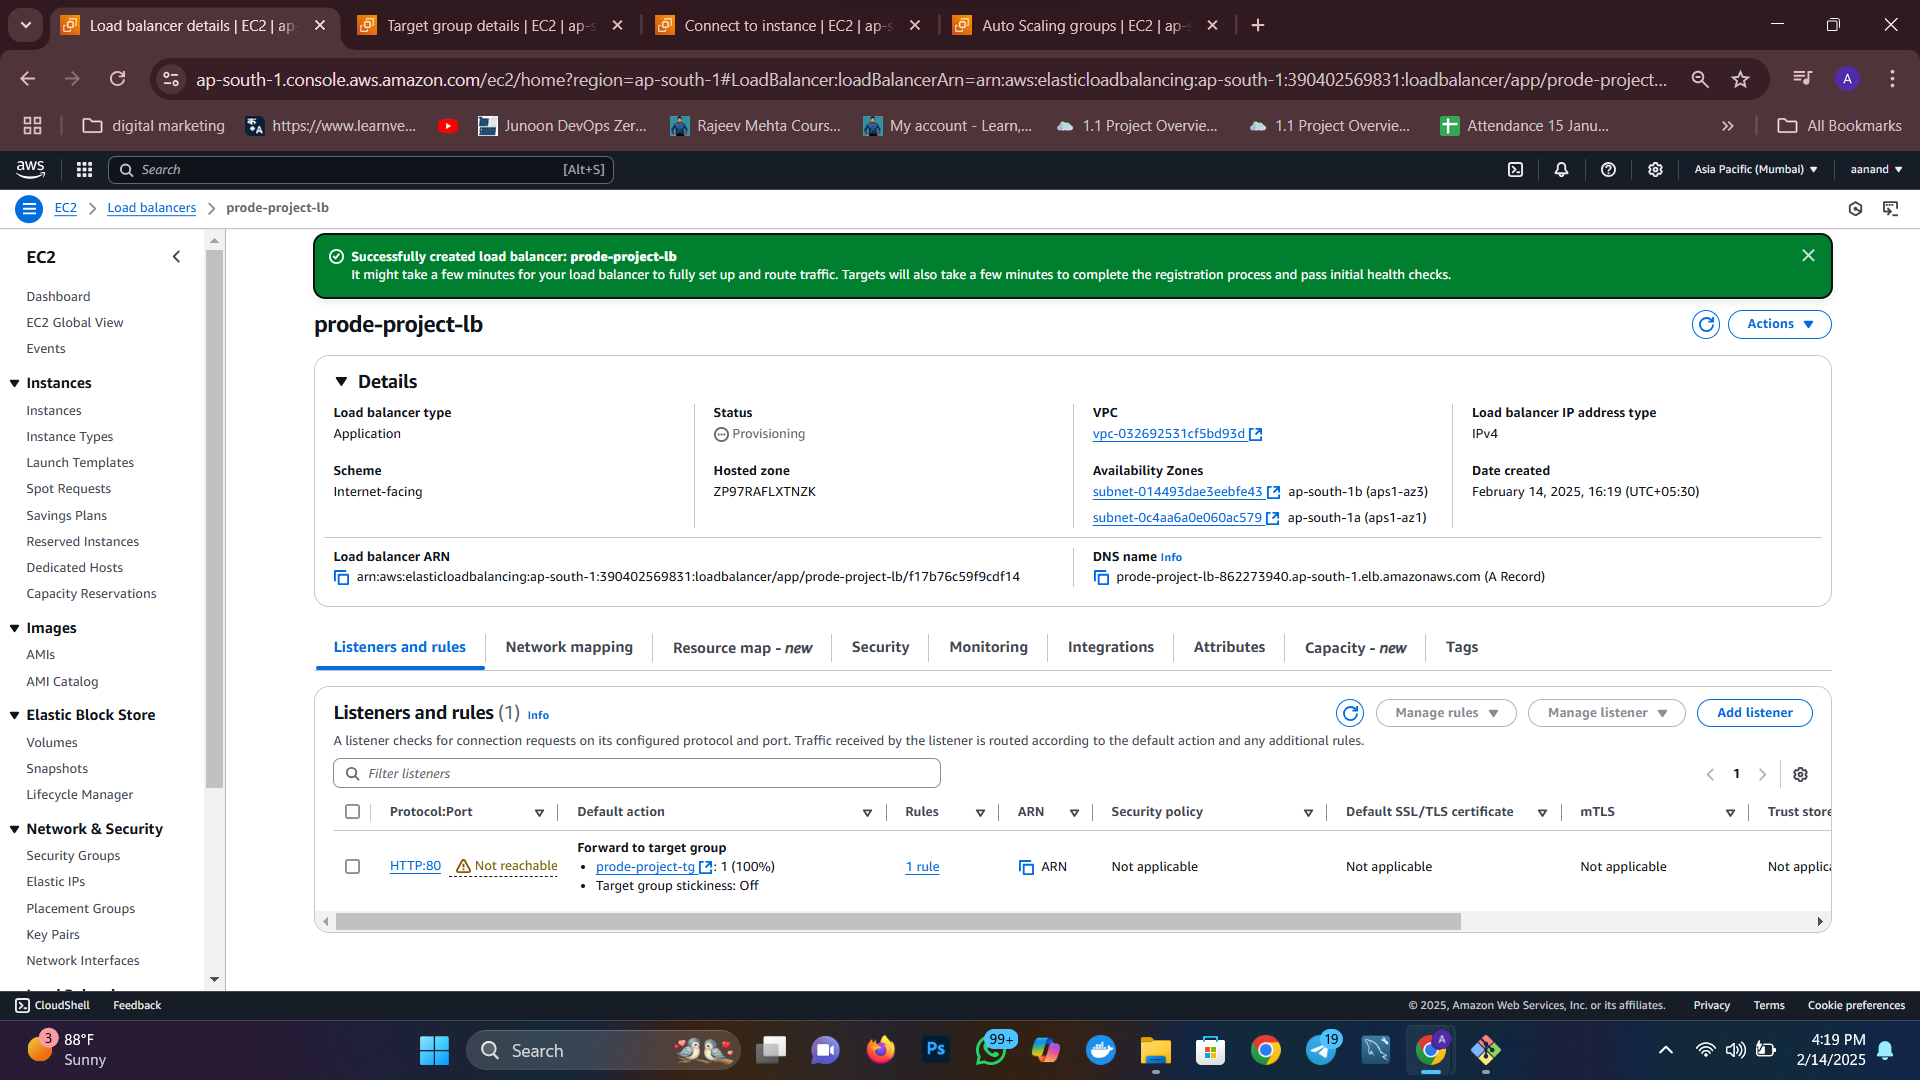 Load balancer details | EC2 | ap-
Target group details | EC2 | ap-s
Connect to instance | EC2 | ap-s
Auto Scaling groups | EC2 | ap-s
ap-south-1.console.aws.amazon.com/ec2/home?region=ap-south-1#LoadBalancer:loadBalancerArn=arn:aws:elasticloadbalancing:ap-south-1:390402569831:loadbalancer/app/prode-project...
A
digital marketing
https://www.learnve...
Junoon DevOps Zer...
Rajeev Mehta Cours...
My account - Learn,...
1.1 Project Overvie...
1.1 Project Overvie...
Attendance 15 Janu...
All Bookmarks
aws
Search
[Alt+S]
Asia Pacific (Mumbai)
aanand
EC2
Load balancers
prode-project-lb
EC2
Dashboard
EC2 Global View
Events
Instances
Instances
Instance Types
Launch Templates
Spot Requests
Savings Plans
Reserved Instances
Dedicated Hosts
Capacity Reservations
Images
AMIs
AMI Catalog
Elastic Block Store
Volumes
Snapshots
Lifecycle Manager
Network & Security
Security Groups
Elastic IPs
Placement Groups
Key Pairs
Network Interfaces
Successfully created load balancer: prode-project-lb
It might take a few minutes for your load balancer to fully set up and route traffic. Targets will also take a few minutes to complete the registration process and pass initial health checks.
prode-project-lb
Actions
Details
Load balancer type
Application
Status
Provisioning
VPC
vpc-032692531cf5bd93d
Load balancer IP address type
IPv4
Scheme
Internet-facing
Hosted zone
ZP97RAFLXTNZK
Availability Zones
subnet-014493dae3eebfe43 ap-south-1b (aps1-az3)
subnet-0c4aa6a0e060ac579 ap-south-1a (aps1-az1)
Date created
February 14, 2025, 16:19 (UTC+05:30)
Load balancer ARN
arn:aws:elasticloadbalancing:ap-south-1:390402569831:loadbalancer/app/prode-project-lb/f17b76c59f9cdf14
DNS name Info
prode-project-lb-862273940.ap-south-1.elb.amazonaws.com (A Record)
Listeners and rules
Network mapping
Resource map - new
Security
Monitoring
Integrations
Attributes
Capacity - new
Tags
Listeners and rules (1) Info
Manage rules
Manage listener
Add listener
A listener checks for connection requests on its configured protocol and port. Traffic received by the listener is routed according to the default action and any additional rules.
Filter listeners
1
Protocol:Port
Default action
Rules
ARN
Security policy
Default SSL/TLS certificate
mTLS
Trust store
HTTP:80
Not reachable
Forward to target group
prode-project-tg : 1 (100%)
Target group stickiness: Off
1 rule
ARN
Not applicable
Not applicable
Not applicable
Not applica
CloudShell
Feedback
© 2025, Amazon Web Services, Inc. or its affiliates.
Privacy
Terms
Cookie preferences
3
88°F
Sunny
Search
Ps
99+
19
A
4:19 PM
2/14/2025